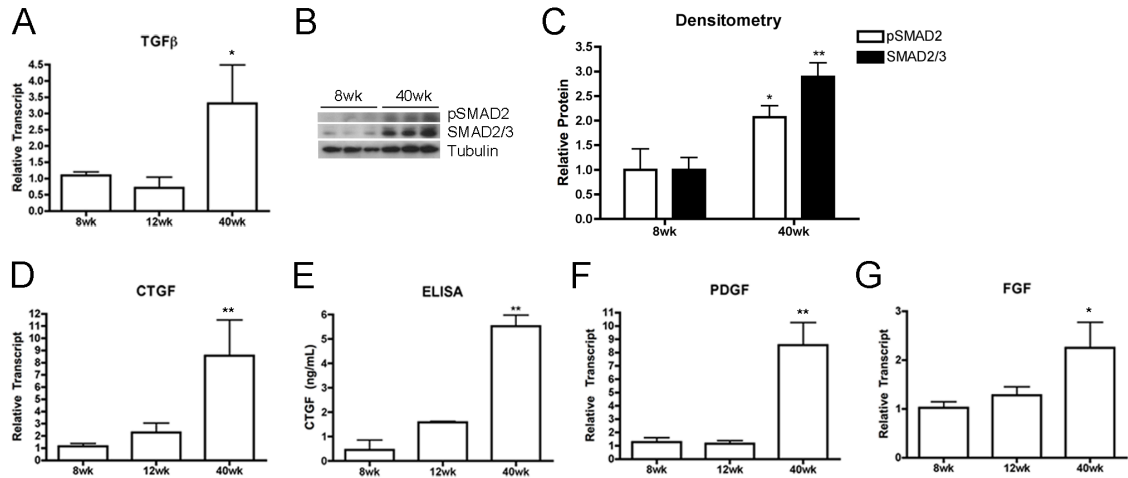 A
TGFβ
Relative Transcript
4.5
4.0
3.5
3.0
2.5
2.0
1.5
1.0
0.5
0.0
*
8wk 12wk 40wk
B
8wk 40wk
pSMAD2
SMAD2/3
Tubulin
C
Densitometry
pSMAD2
SMAD2/3
Relative Protein
3.5
3.0
2.5
2.0
1.5
1.0
0.5
0.0
* **
8wk 40wk
D
CTGF
Relative Transcript
12
11
10
9
8
7
6
5
4
3
2
1
0
**
8wk 12wk 40wk
E
ELISA
CTGF (ng/mL)
6
5
4
3
2
1
0
**
8wk 12wk 40wk
F
PDGF
Relative Transcript
11
10
9
8
7
6
5
4
3
2
1
0
**
8wk 12wk 40wk
G
FGF
Relative Transcript
3
2
1
0
*
8wk 12wk 40wk